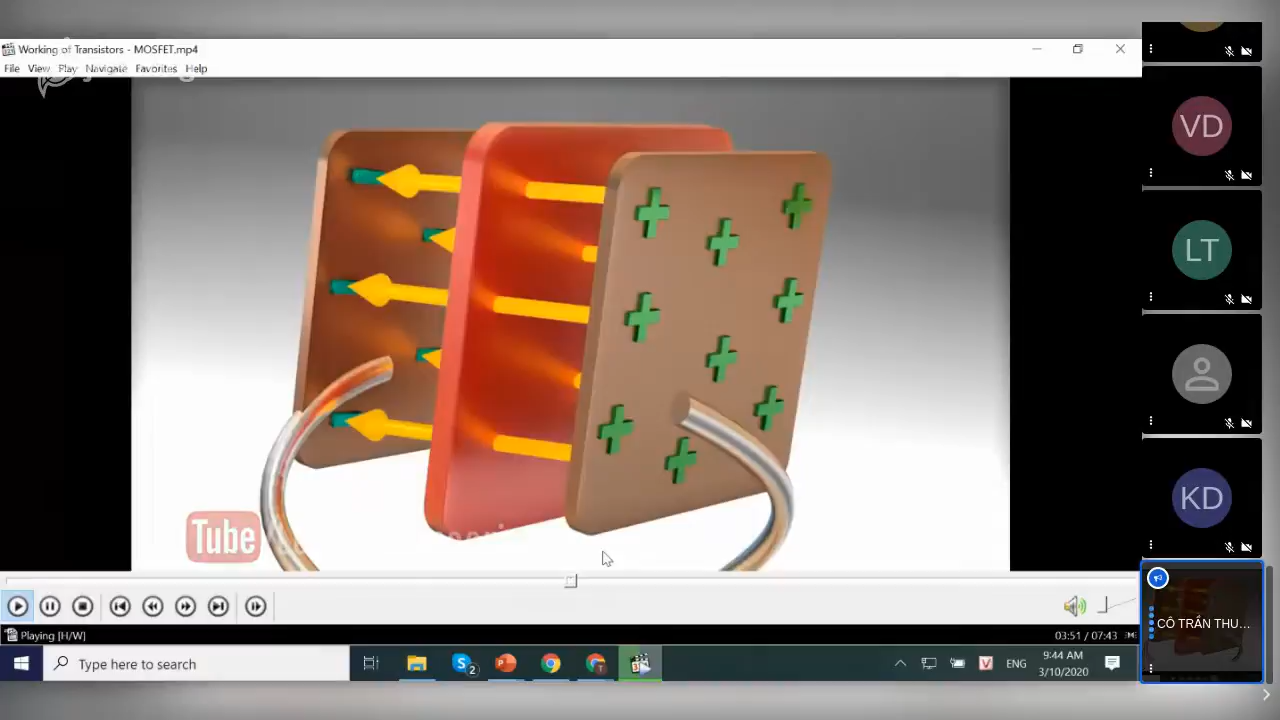 Working of Transistors - MOSFET.mp4
File View Play Navigate Favorites Help
VD
LT
KD
CÔ TRẦN THU...
Tube
Playing [H/W]
03:51 / 07:43
Type here to search
2
V
ENG
9:44 AM
3/10/2020